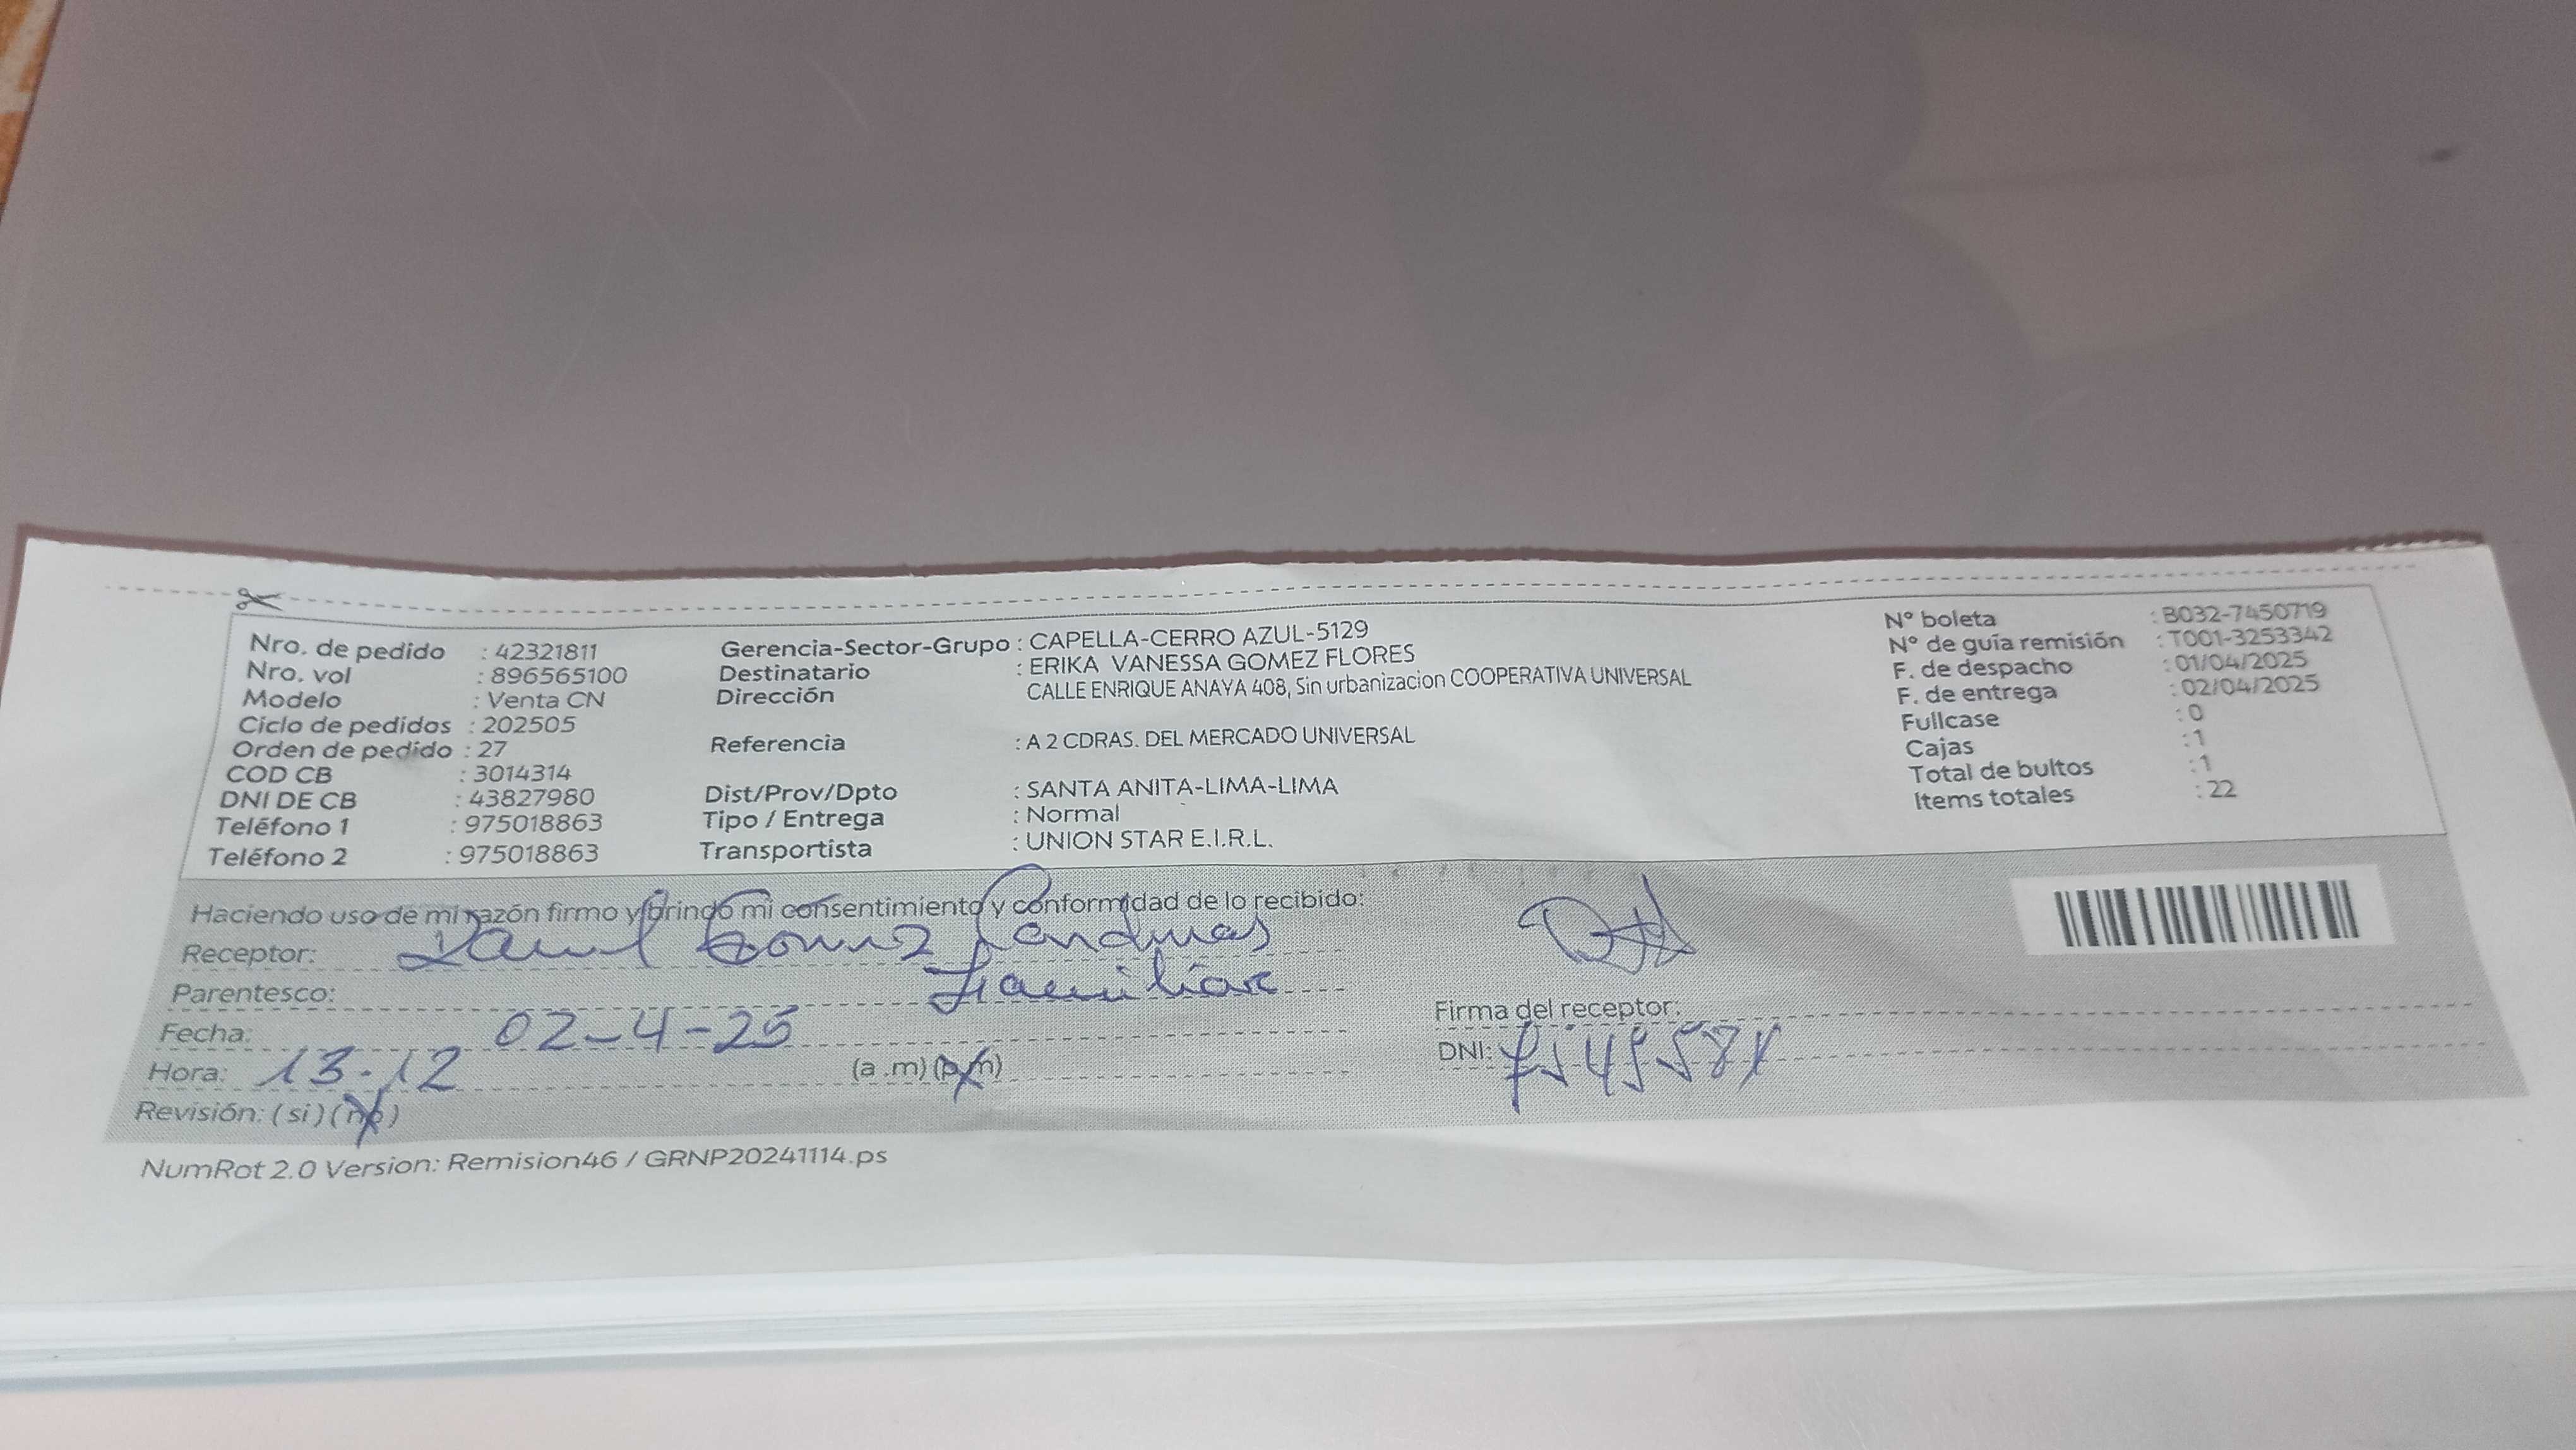 Nro. de pedido : 42321811
Nro. vol : 896565100
Modelo : Venta CN
Ciclo de pedidos : 202505
Orden de pedido : 27
COD CB : 3014314
DNI DE CB : 43827980
Teléfono 1 : 975018863
Teléfono 2 : 975018863
Gerencia-Sector-Grupo : CAPELLA-CERRO AZUL-5129
Destinatario : ERIKA VANESSA GOMEZ FLORES
Dirección CALLE ENRIQUE ANAYA 408, Sin urbanizacion COOPERATIVA UNIVERSAL
Referencia : A 2 CDRAS. DEL MERCADO UNIVERSAL
Dist/Prov/Dpto : SANTA ANITA-LIMA-LIMA
Tipo / Entrega : Normal
Transportista : UNION STAR E.I.R.L.
N° boleta : B032-7450719
N° de guía remisión : T001-3253342
F. de despacho : 01/04/2025
F. de entrega : 02/04/2025
Fullcase : 0
Cajas : 1
Total de bultos : 1
Items totales : 22
Haciendo uso de mi razón firmo y brindo mi consentimiento y conformidad de lo recibido:
Receptor: Gomez
Parentesco: Familiar
Fecha: 02-4-25
Hora: 13-12 (a .m) (p.m)
Revisión: (si) (no)
Firma del receptor:
DNI:
NumRot 2.0 Version: Remision46 / GRNP20241114.ps